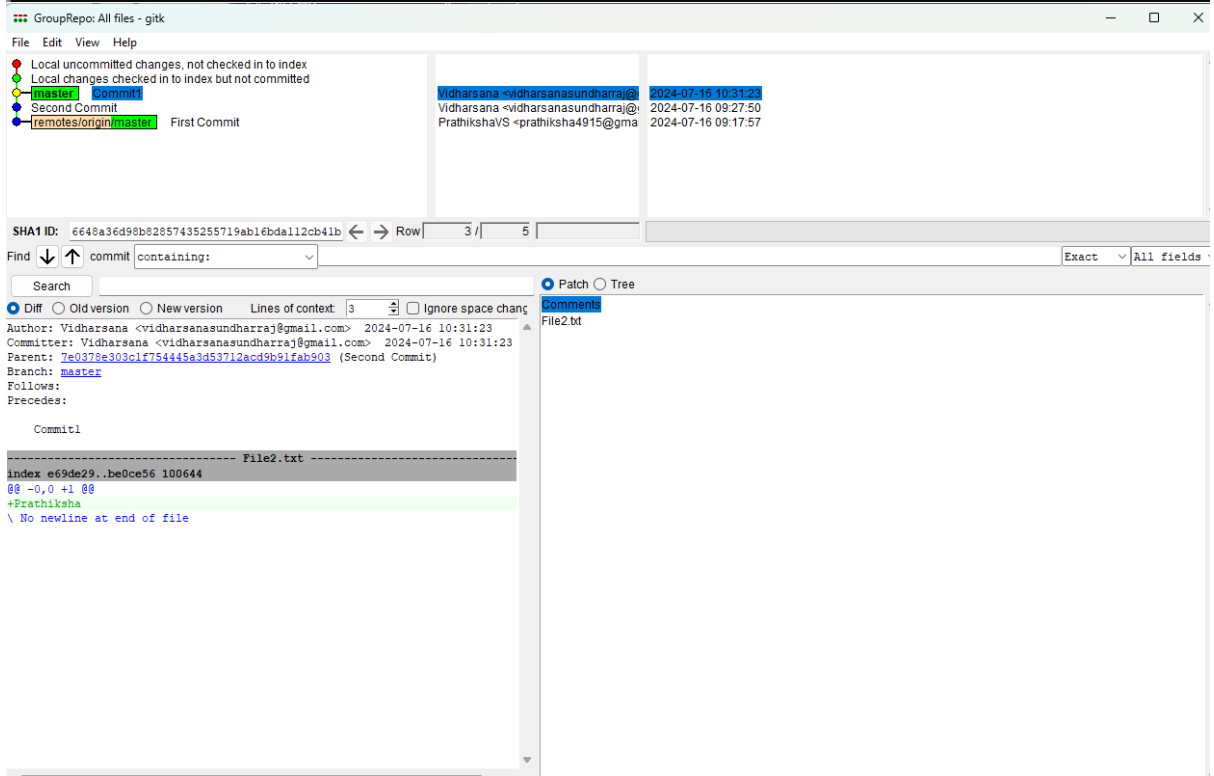 GroupRepo: All files - gitk
File Edit View Help
Local uncommitted changes, not checked in to index
Local changes checked in to index but not committed
master Commit1 Vidharsana <vidharsanasundharraj@ 2024-07-16 10:31:23
Second Commit Vidharsana <vidharsanasundharraj@ 2024-07-16 09:27:50
remotes/origin/master First Commit PrathikshaVS <prathiksha4915@gma 2024-07-16 09:17:57
SHA1 ID: 6648a36d98b82857435255719ab16bda112cb41b Row 3 / 5
Find commit containing: Exact All fields
Search Patch Tree
Diff Old version New version Lines of context: 3 Ignore space chang
Comments
File2.txt
Author: Vidharsana <vidharsanasundharraj@gmail.com> 2024-07-16 10:31:23
Committer: Vidharsana <vidharsanasundharraj@gmail.com> 2024-07-16 10:31:23
Parent: 7e0378e303c1f754445a3d53712acd9b91fab903 (Second Commit)
Branch: master
Follows:
Precedes:
Commit1
---------------------------------- File2.txt ----------------------------------
index e69de29..be0ce56 100644
@@ -0,0 +1 @@
+Prathiksha
\ No newline at end of file